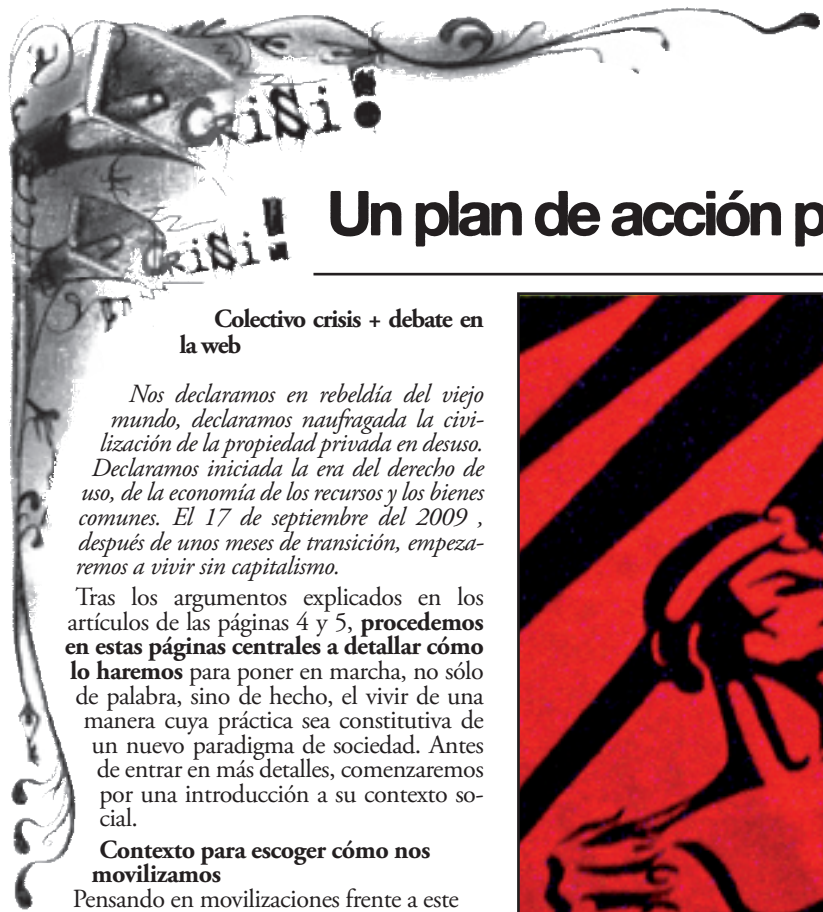 CRiSi!
CRiSi!
Un plan de acción p
Colectivo crisis + debate en
la web
Nos declaramos en rebeldía del viejo
mundo, declaramos naufragada la civi-
lización de la propiedad privada en desuso.
Declaramos iniciada la era del derecho de
uso, de la economía de los recursos y los bienes
comunes. El 17 de septiembre del 2009 ,
después de unos meses de transición, empeza-
remos a vivir sin capitalismo.
Tras los argumentos explicados en los
artículos de las páginas 4 y 5, procedemos
en estas páginas centrales a detallar cómo
lo haremos para poner en marcha, no sólo
de palabra, sino de hecho, el vivir de una
manera cuya práctica sea constitutiva de
un nuevo paradigma de sociedad. Antes
de entrar en más detalles, comenzaremos
por una introducción a su contexto so-
cial.
Contexto para escoger cómo nos
movilizamos
Pensando en movilizaciones frente a este